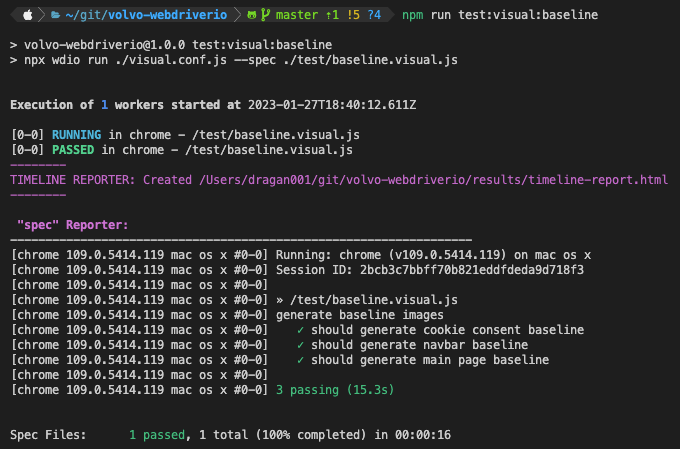 ~/git/volvo-webdriverio master ↑1 !5 ?4 npm run test:visual:baseline
> volvo-webdriverio@1.0.0 test:visual:baseline
> npx wdio run ./visual.conf.js --spec ./test/baseline.visual.js
Execution of 1 workers started at 2023-01-27T18:40:12.611Z
[0-0] RUNNING in chrome - /test/baseline.visual.js
[0-0] PASSED in chrome - /test/baseline.visual.js
--------
TIMELINE REPORTER: Created /Users/dragan001/git/volvo-webdriverio/results/timeline-report.html
--------
"spec" Reporter:
------------------------------------------------------------------
[chrome 109.0.5414.119 mac os x #0-0] Running: chrome (v109.0.5414.119) on mac os x
[chrome 109.0.5414.119 mac os x #0-0] Session ID: 2bcb3c7bbff70b821eddfdeda9d718f3
[chrome 109.0.5414.119 mac os x #0-0]
[chrome 109.0.5414.119 mac os x #0-0] » /test/baseline.visual.js
[chrome 109.0.5414.119 mac os x #0-0] generate baseline images
[chrome 109.0.5414.119 mac os x #0-0]    ✓ should generate cookie consent baseline
[chrome 109.0.5414.119 mac os x #0-0]    ✓ should generate navbar baseline
[chrome 109.0.5414.119 mac os x #0-0]    ✓ should generate main page baseline
[chrome 109.0.5414.119 mac os x #0-0]
[chrome 109.0.5414.119 mac os x #0-0] 3 passing (15.3s)
Spec Files:      1 passed, 1 total (100% completed) in 00:00:16